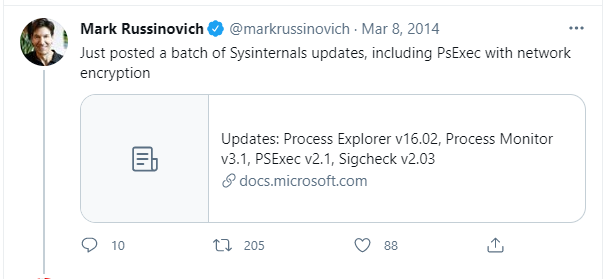 Mark Russinovich @markrussinovich · Mar 8, 2014
Just posted a batch of Sysinternals updates, including PsExec with network
encryption
Updates: Process Explorer v16.02, Process Monitor
v3.1, PSExec v2.1, Sigcheck v2.03
docs.microsoft.com
10 205 88